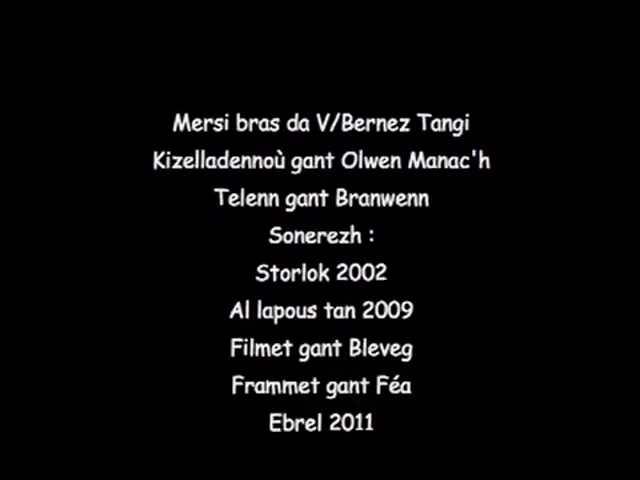 Mersi bras da V/Bernez Tangi
Kizelladennoù gant Olwen Manac'h
Telenn gant Branwenn
Sonerezh :
Storlok 2002
Al lapous tan 2009
Filmet gant Bleveg
Frammet gant Féa
Ebrel 2011